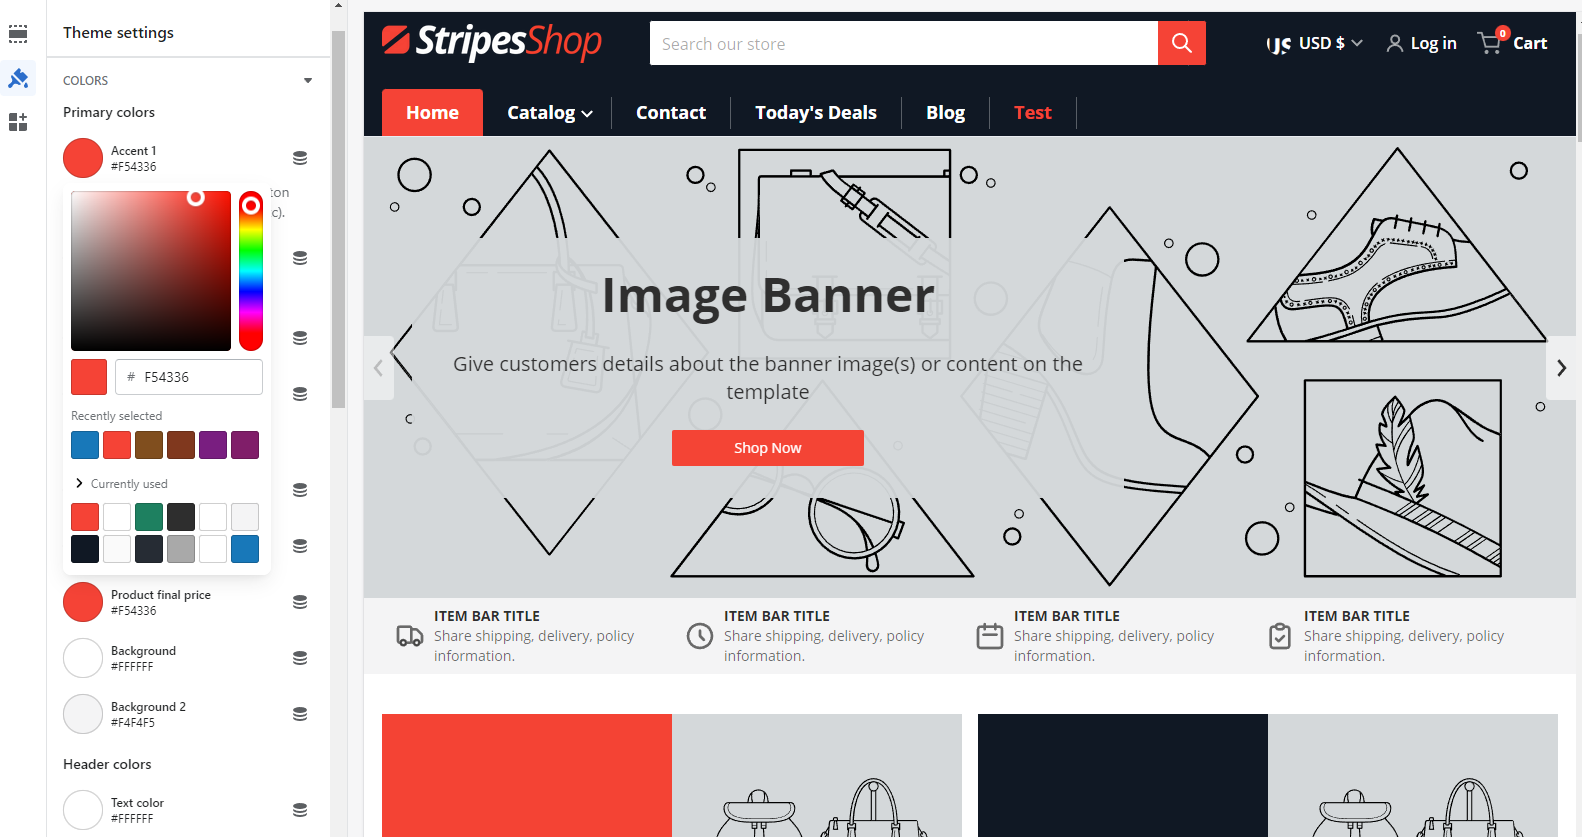 Theme settings
COLORS
Primary colors
Accent 1
#F54336
ton
c).
# F54336
Recently selected
Currently used
Product final price
#F54336
Background
#FFFFFF
Background 2
#F4F4F5
Header colors
Text color
#FFFFFF
StripesShop
Search our store
USD $
Log in
0
Cart
Home
Catalog
Contact
Today's Deals
Blog
Test
Image Banner
Give customers details about the banner image(s) or content on the
template
Shop Now
ITEM BAR TITLE
Share shipping, delivery, policy
information.
ITEM BAR TITLE
Share shipping, delivery, policy
information.
ITEM BAR TITLE
Share shipping, delivery, policy
information.
ITEM BAR TITLE
Share shipping, delivery, policy
information.